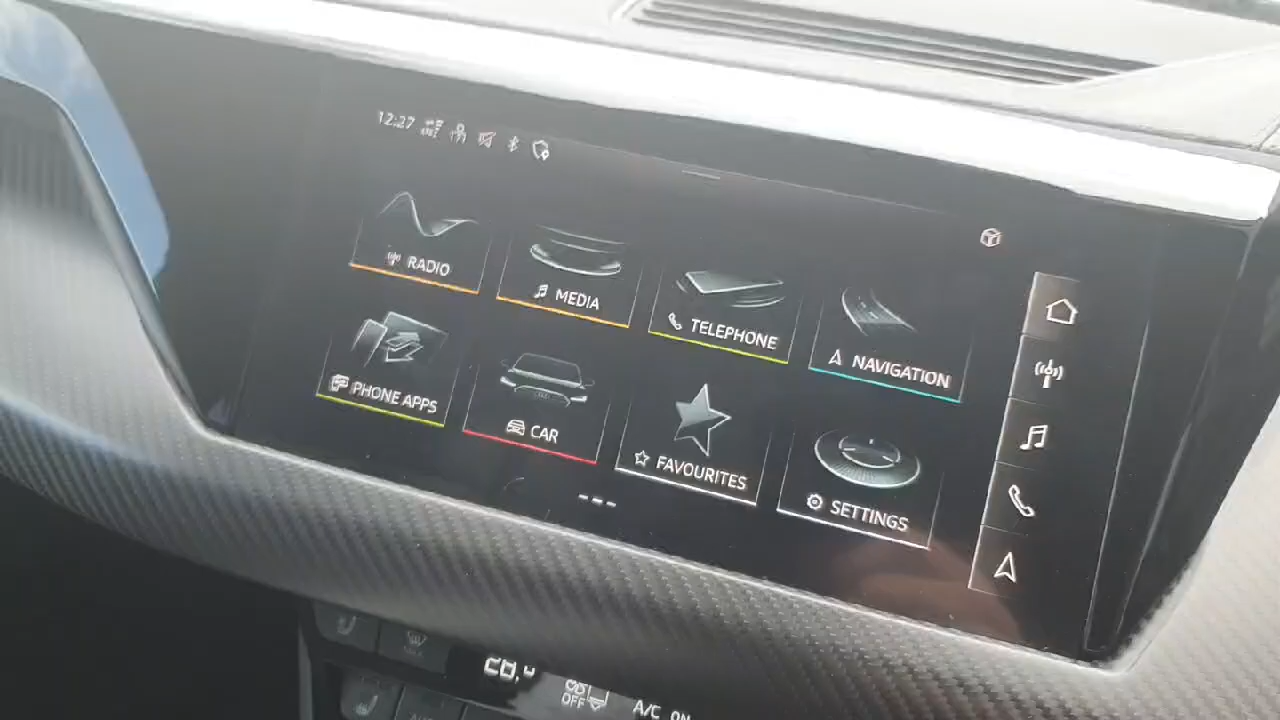 12:27
RADIO
MEDIA
TELEPHONE
NAVIGATION
PHONE APPS
CAR
FAVOURITES
SETTINGS
OFF
A/C ON